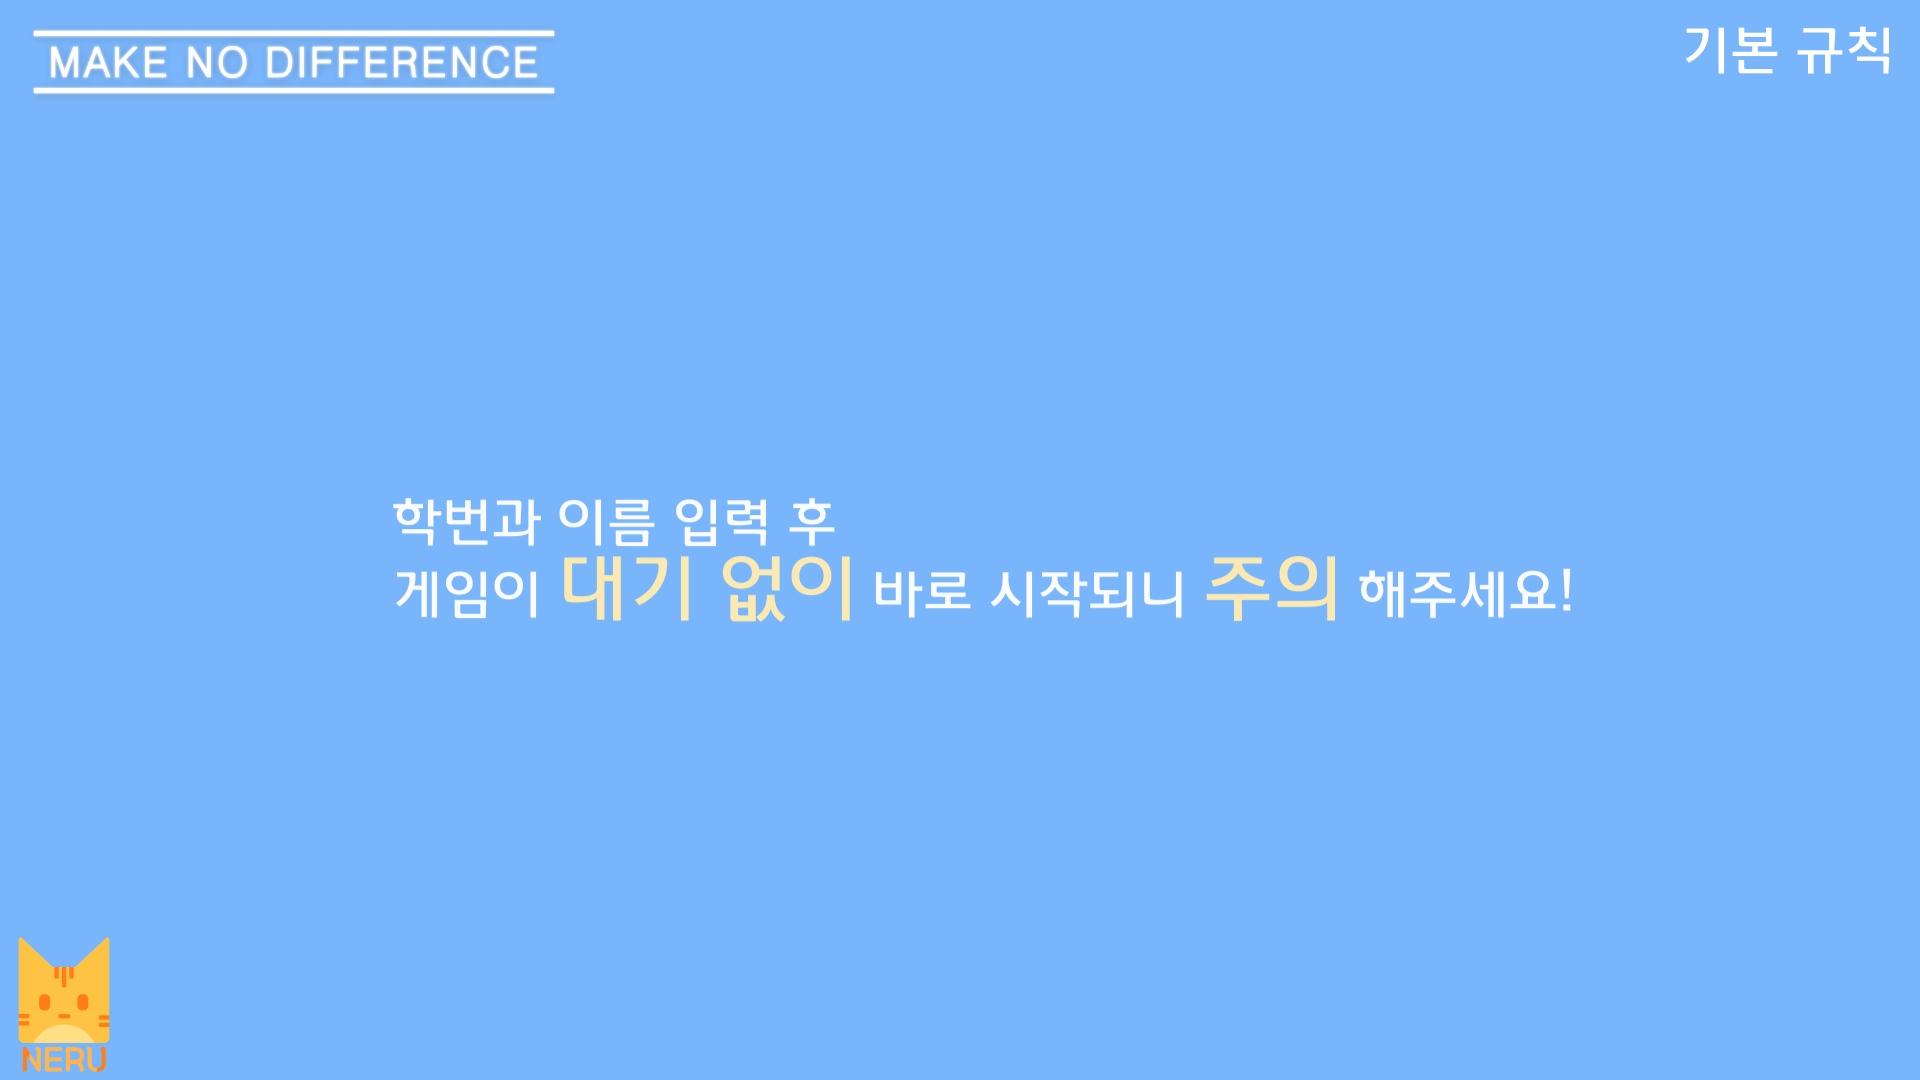 MAKE NO DIFFERENCE
기본 규칙
학번과 이름 입력 후
게임이 대기 없이 바로 시작되니 주의 해주세요!
NERU